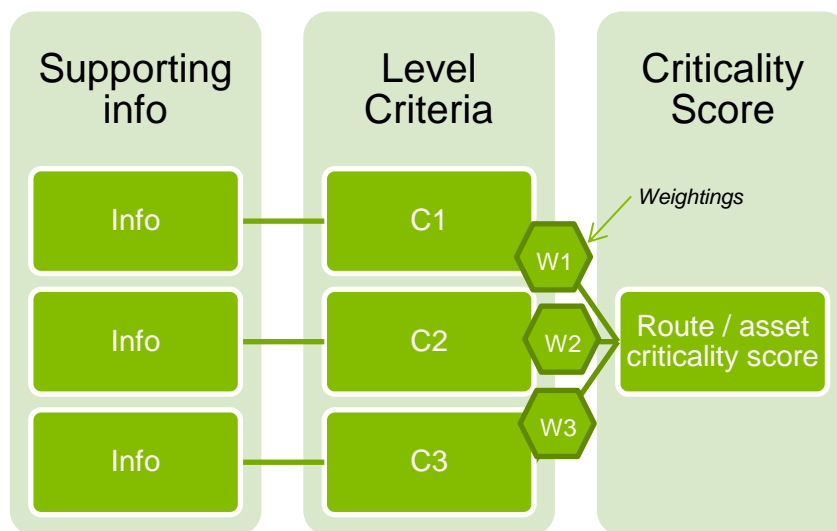 Supporting
info
Level
Criteria
Criticality
Score
Info
C1
W1
Weightings
Info
C2
W2
Route / asset
criticality score
Info
C3
W3